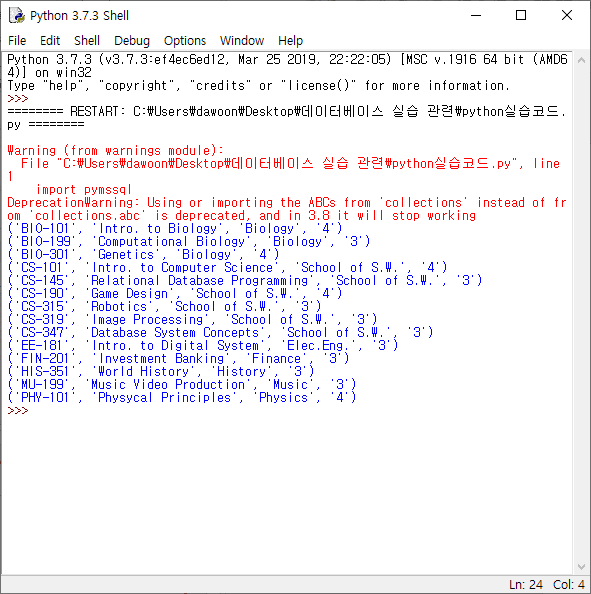 Python 3.7.3 Shell
File Edit Shell Debug Options Window Help
Python 3.7.3 (v3.7.3:ef4ec6ed12, Mar 25 2019, 22:22:05) [MSC v.1916 64 bit (AMD6
4)] on win32
Type "help", "copyright", "credits" or "license()" for more information.
>>>
======== RESTART: C:₩Users₩dawoon₩Desktop₩데이터베이스 실습 관련₩python실습코드.
py ========
Warning (from warnings module):
File "C:₩Users₩dawoon₩Desktop₩데이터베이스 실습 관련₩python실습코드.py", line
1
import pymssql
DeprecationWarning: Using or importing the ABCs from 'collections' instead of fr
om 'collections.abc' is deprecated, and in 3.8 it will stop working
('BIO-101', 'Intro. to Biology', 'Biology', '4')
('BIO-199', 'Computational Biology', 'Biology', '3')
('BIO-301', 'Genetics', 'Biology', '4')
('CS-101', 'Intro. to Computer Science', 'School of S.W.', '4')
('CS-145', 'Relational Database Programming', 'School of S.W.', '3')
('CS-190', 'Game Design', 'School of S.W.', '4')
('CS-315', 'Robotics', 'School of S.W.', '3')
('CS-319', 'Image Processing', 'School of S.W.', '3')
('CS-347', 'Database System Concepts', 'School of S.W.', '3')
('EE-181', 'Intro. to Digital System', 'Elec.Eng.', '3')
('FIN-201', 'Investment Banking', 'Finance', '3')
('HIS-351', 'World History', 'History', '3')
('MU-199', 'Music Video Production', 'Music', '3')
('PHY-101', 'Physycal Principles', 'Physics', '4')
>>>
Ln: 24 Col: 4